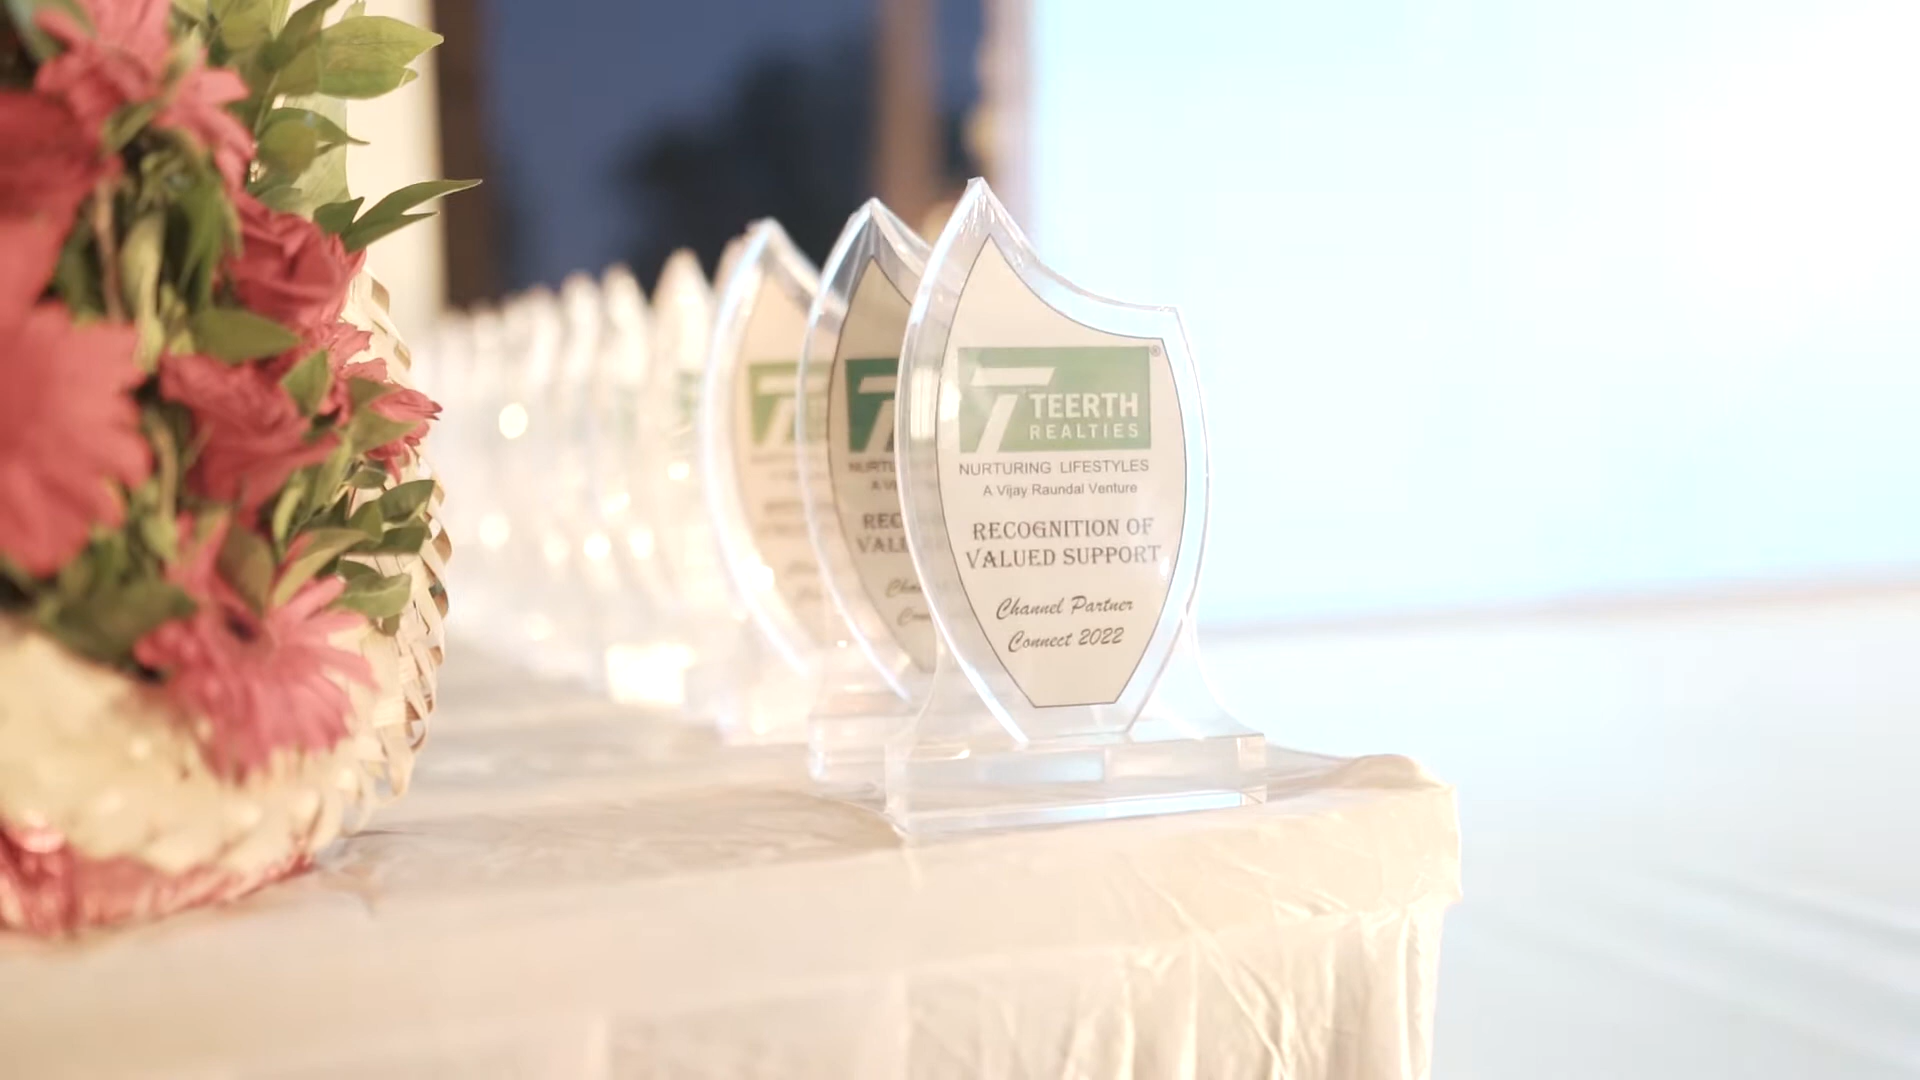 TEERTH
REALTIES
®
NURTURING LIFESTYLES
A Vijay Raundal Venture
RECOGNITION OF
VALUED SUPPORT
Channel Partner
Connect 2022